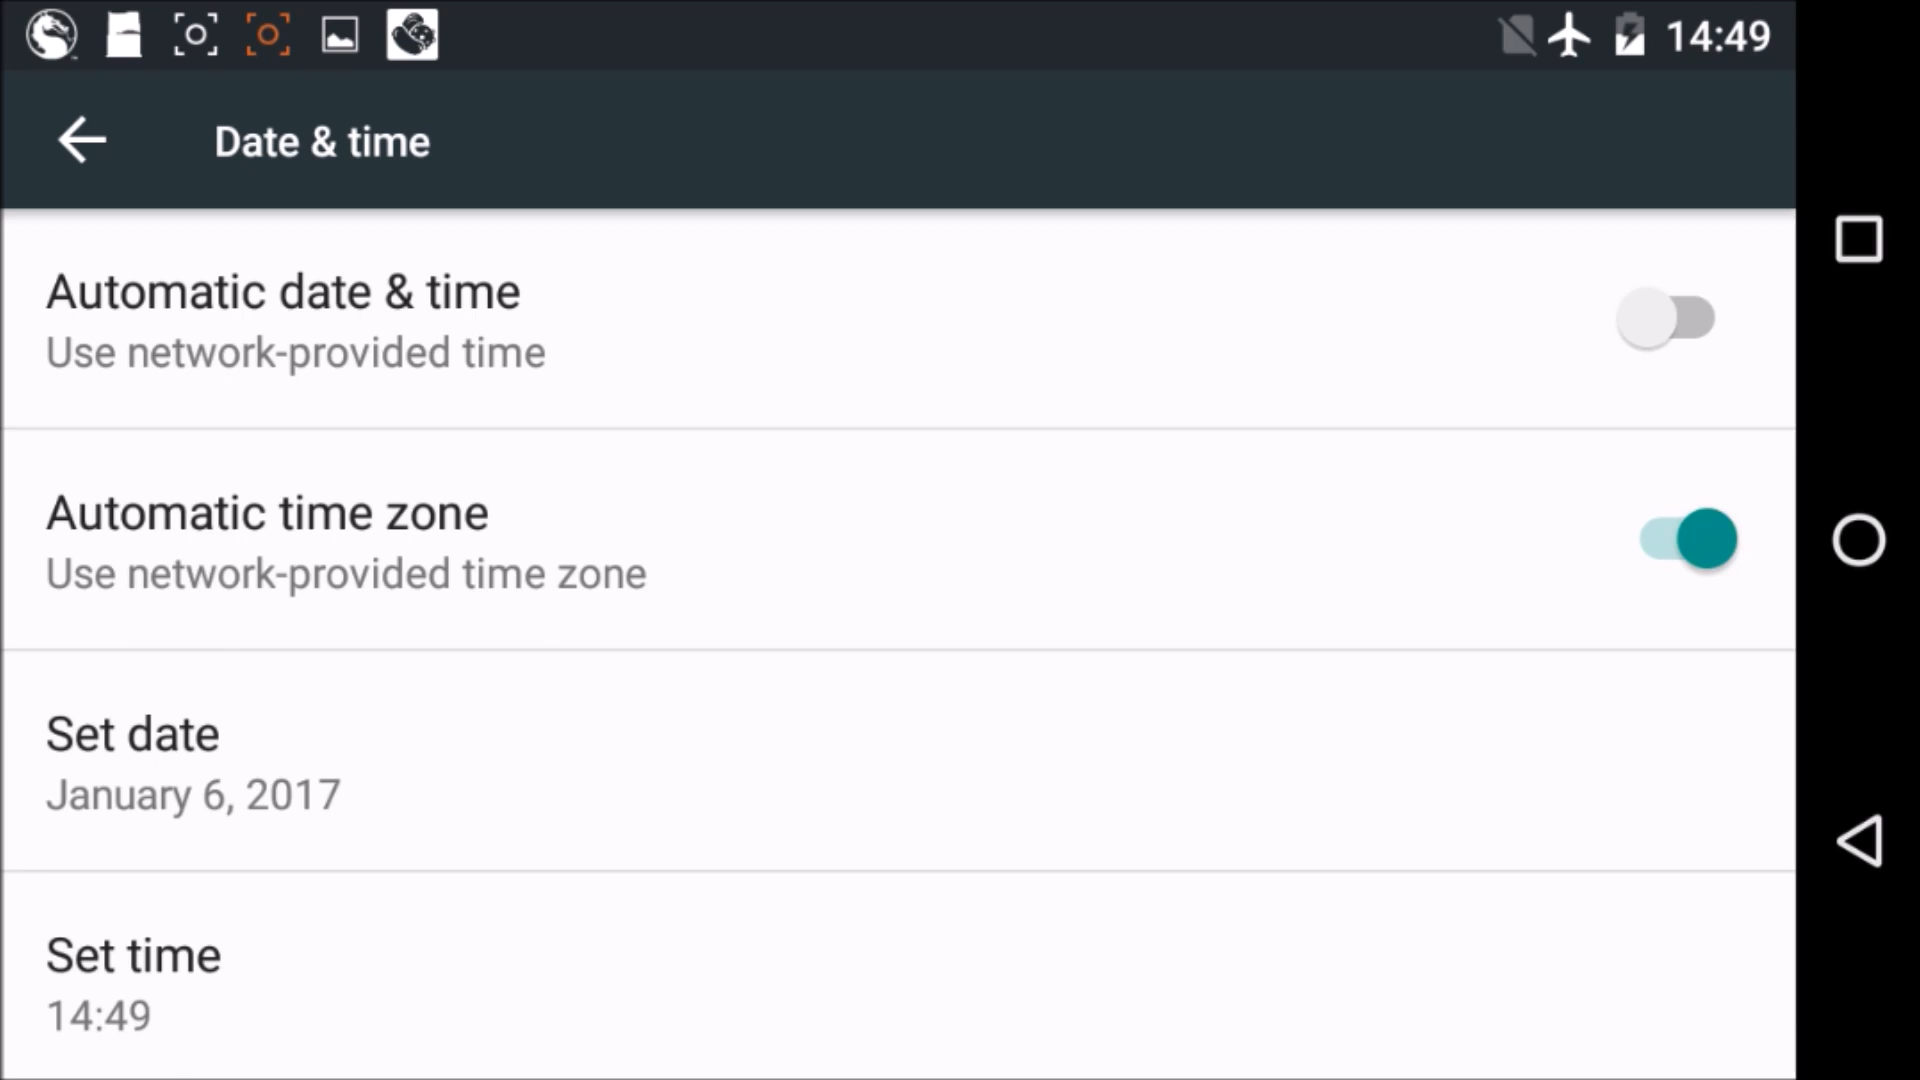 14:49
Date & time
Automatic date & time
Use network-provided time
Automatic time zone
Use network-provided time zone
Set date
January 6, 2017
Set time
14:49